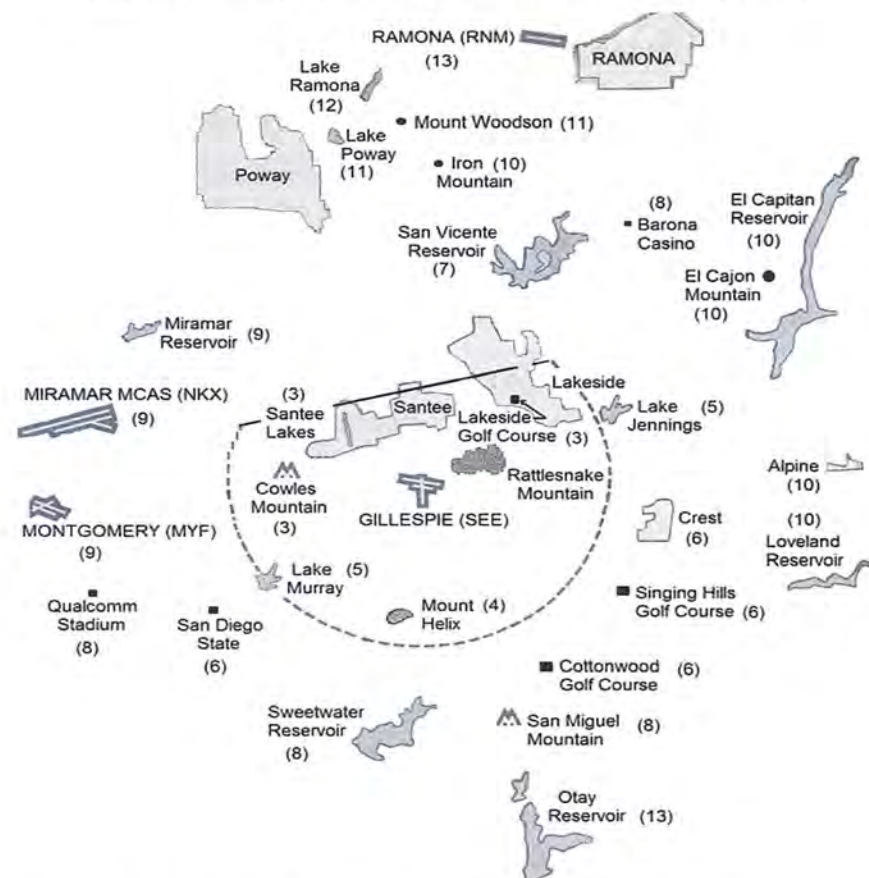 RAMONA (RNM)
(13)
RAMONA
Lake
Ramona
(12)
Mount Woodson (11)
Lake
Poway
(11)
Poway
Iron (10)
Mountain
(8)
Barona
Casino
El Capitan
Reservoir
(10)
San Vicente
Reservoir
(7)
El Cajon
Mountain
(10)
Miramar
Reservoir (9)
MIRAMAR MCAS (NKX)
(9)
(3)
Santee
Lakes
Santee
Lakeside
Lakeside
Golf Course (3)
Lake (5)
Jennings
Cowles
Mountain
(3)
Rattlesnake
Mountain
Alpine
(10)
MONTGOMERY (MYF)
(9)
GILLESPIE (SEE)
Crest
(6)
(10)
Loveland
Reservoir
Lake (5)
Murray
Qualcomm
Stadium
(8)
San Diego
State
(6)
Mount (4)
Helix
Singing Hills
Golf Course (6)
Cottonwood (6)
Golf Course
Sweetwater
Reservoir
(8)
San Miguel (8)
Mountain
Otay
Reservoir (13)